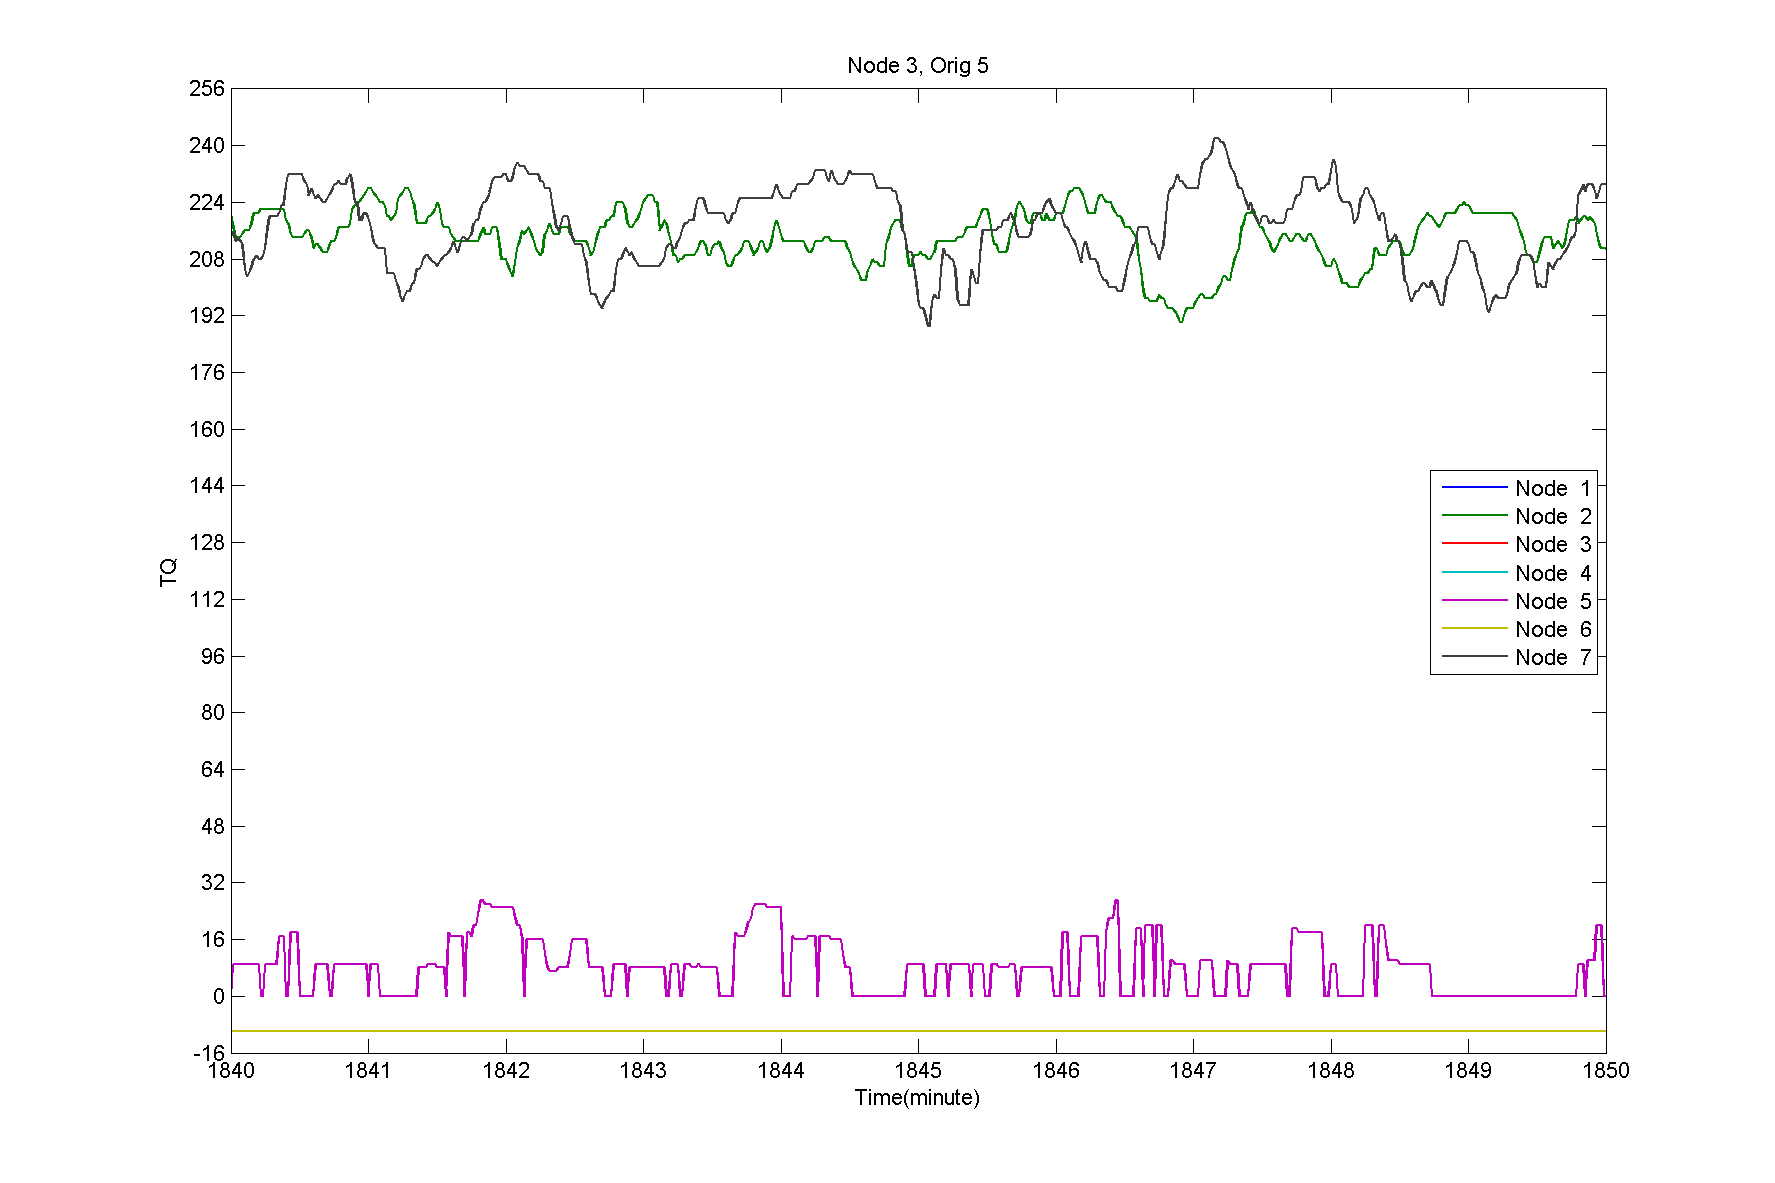 Node 3, Orig 5
256
240
224
208
192
176
160
144
128
112
96
80
64
48
32
16
0
-16
TQ
Node 1
Node 2
Node 3
Node 4
Node 5
Node 6
Node 7
1840 1841 1842 1843 1844 1845 1846 1847 1848 1849 1850
Time(minute)